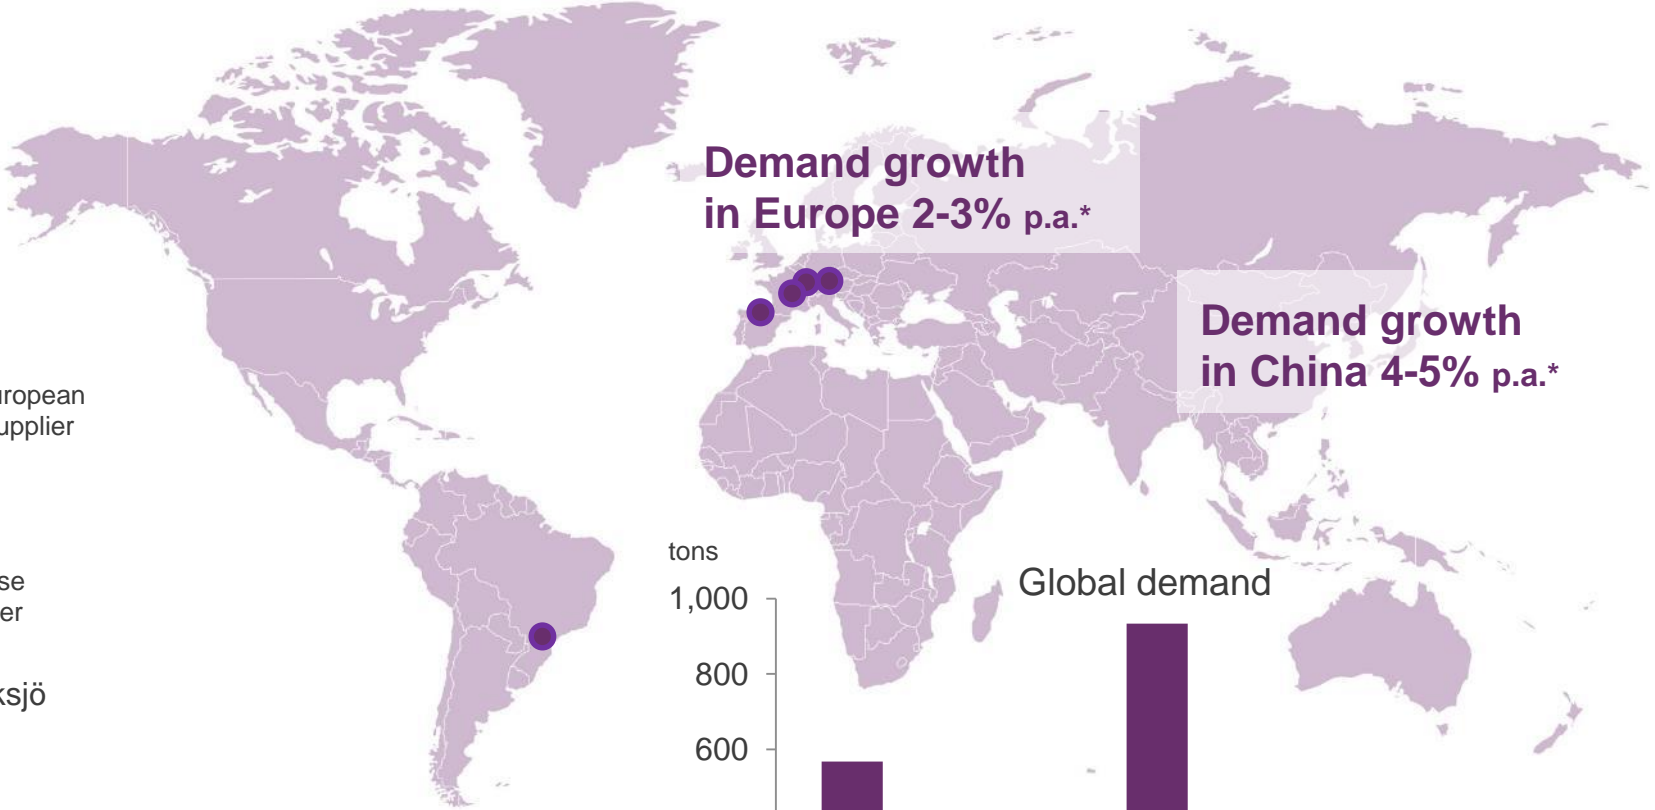 Demand growth
in Europe 2-3% p.a.*
Demand growth
in China 4-5% p.a.*
uropean
upplier
se
er
ksjö
tons
Global demand
1,000
800
600